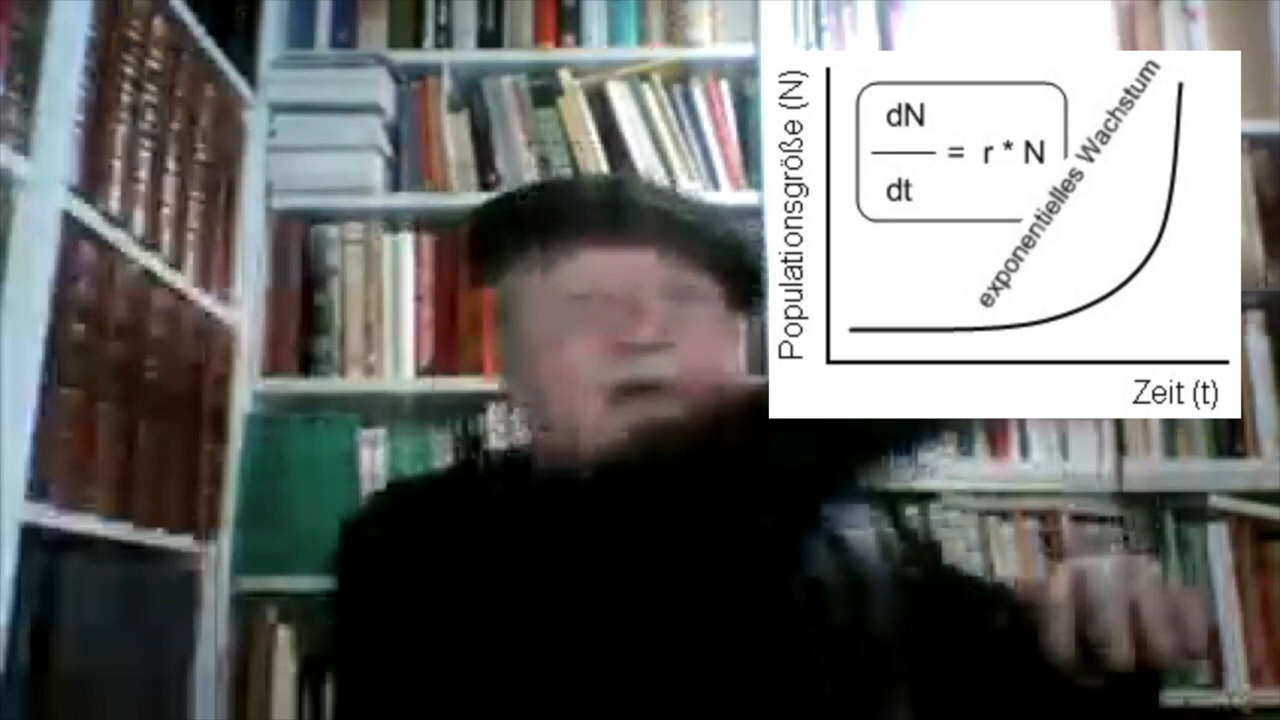 Populationsgröße (N)
dN
dt
= r * N
exponentielles Wachstum
Zeit (t)